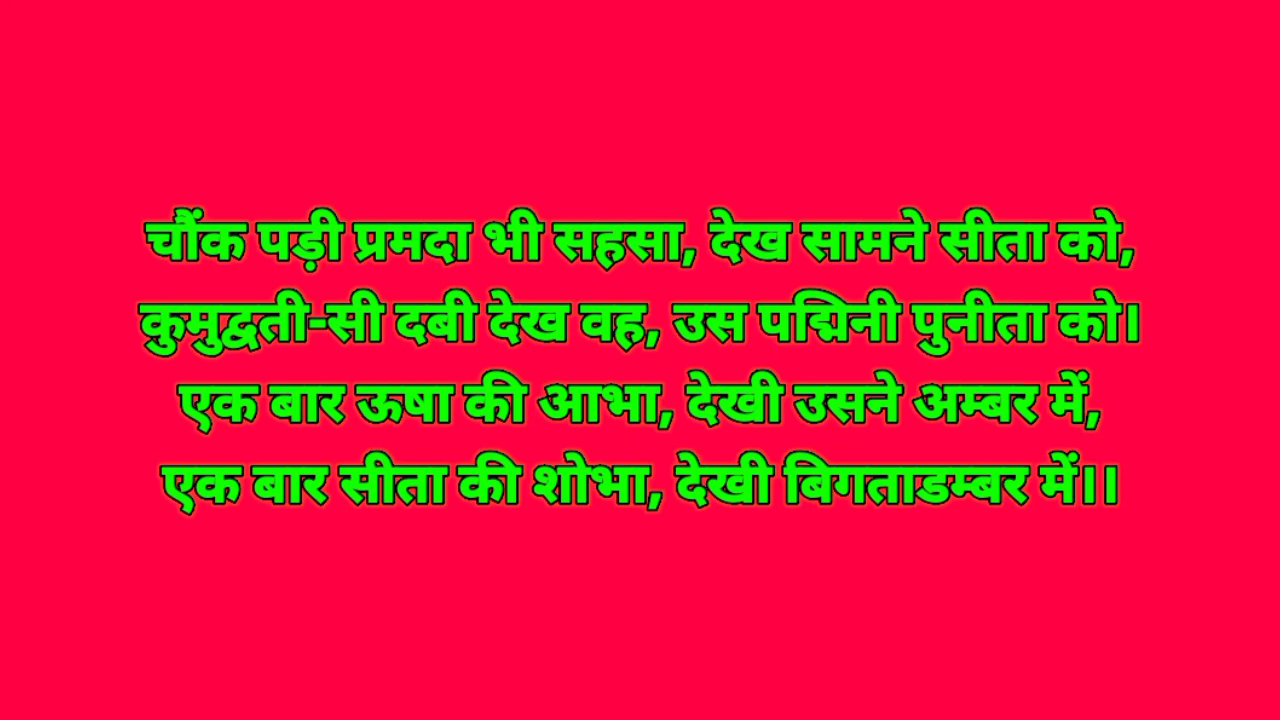 चौंक पड़ी प्रमदा भी सहसा, देख सामने सीता को,
कुमुद्वती-सी दबी देख वह, उस पद्मिनी पुनीता को।
एक बार ऊषा की आभा, देखी उसने अम्बर में,
एक बार सीता की शोभा, देखी बिगताडम्बर में।।